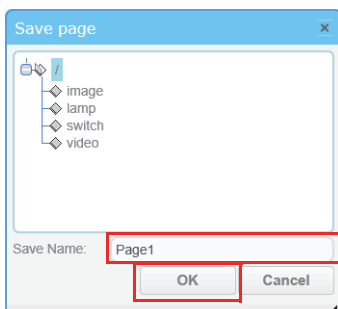 Save page
/
image
lamp
switch
video
Save Name: Page1
OK Cancel